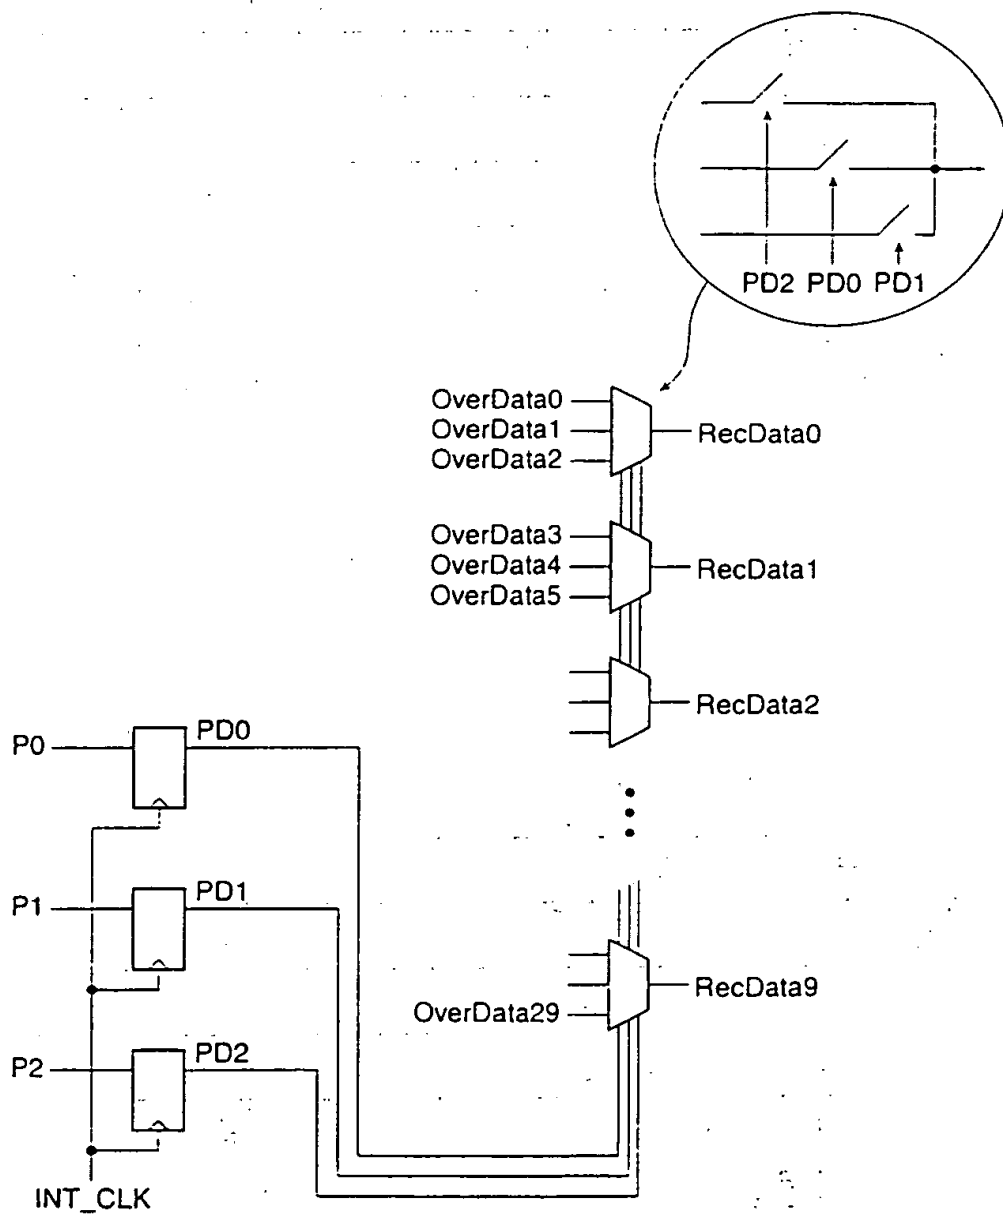 PD2 PD0 PD1
OverData0
OverData1
OverData2
RecData0
OverData3
OverData4
OverData5
RecData1
RecData2
P0
PD0
P1
PD1
OverData29
RecData9
P2
PD2
INT_CLK